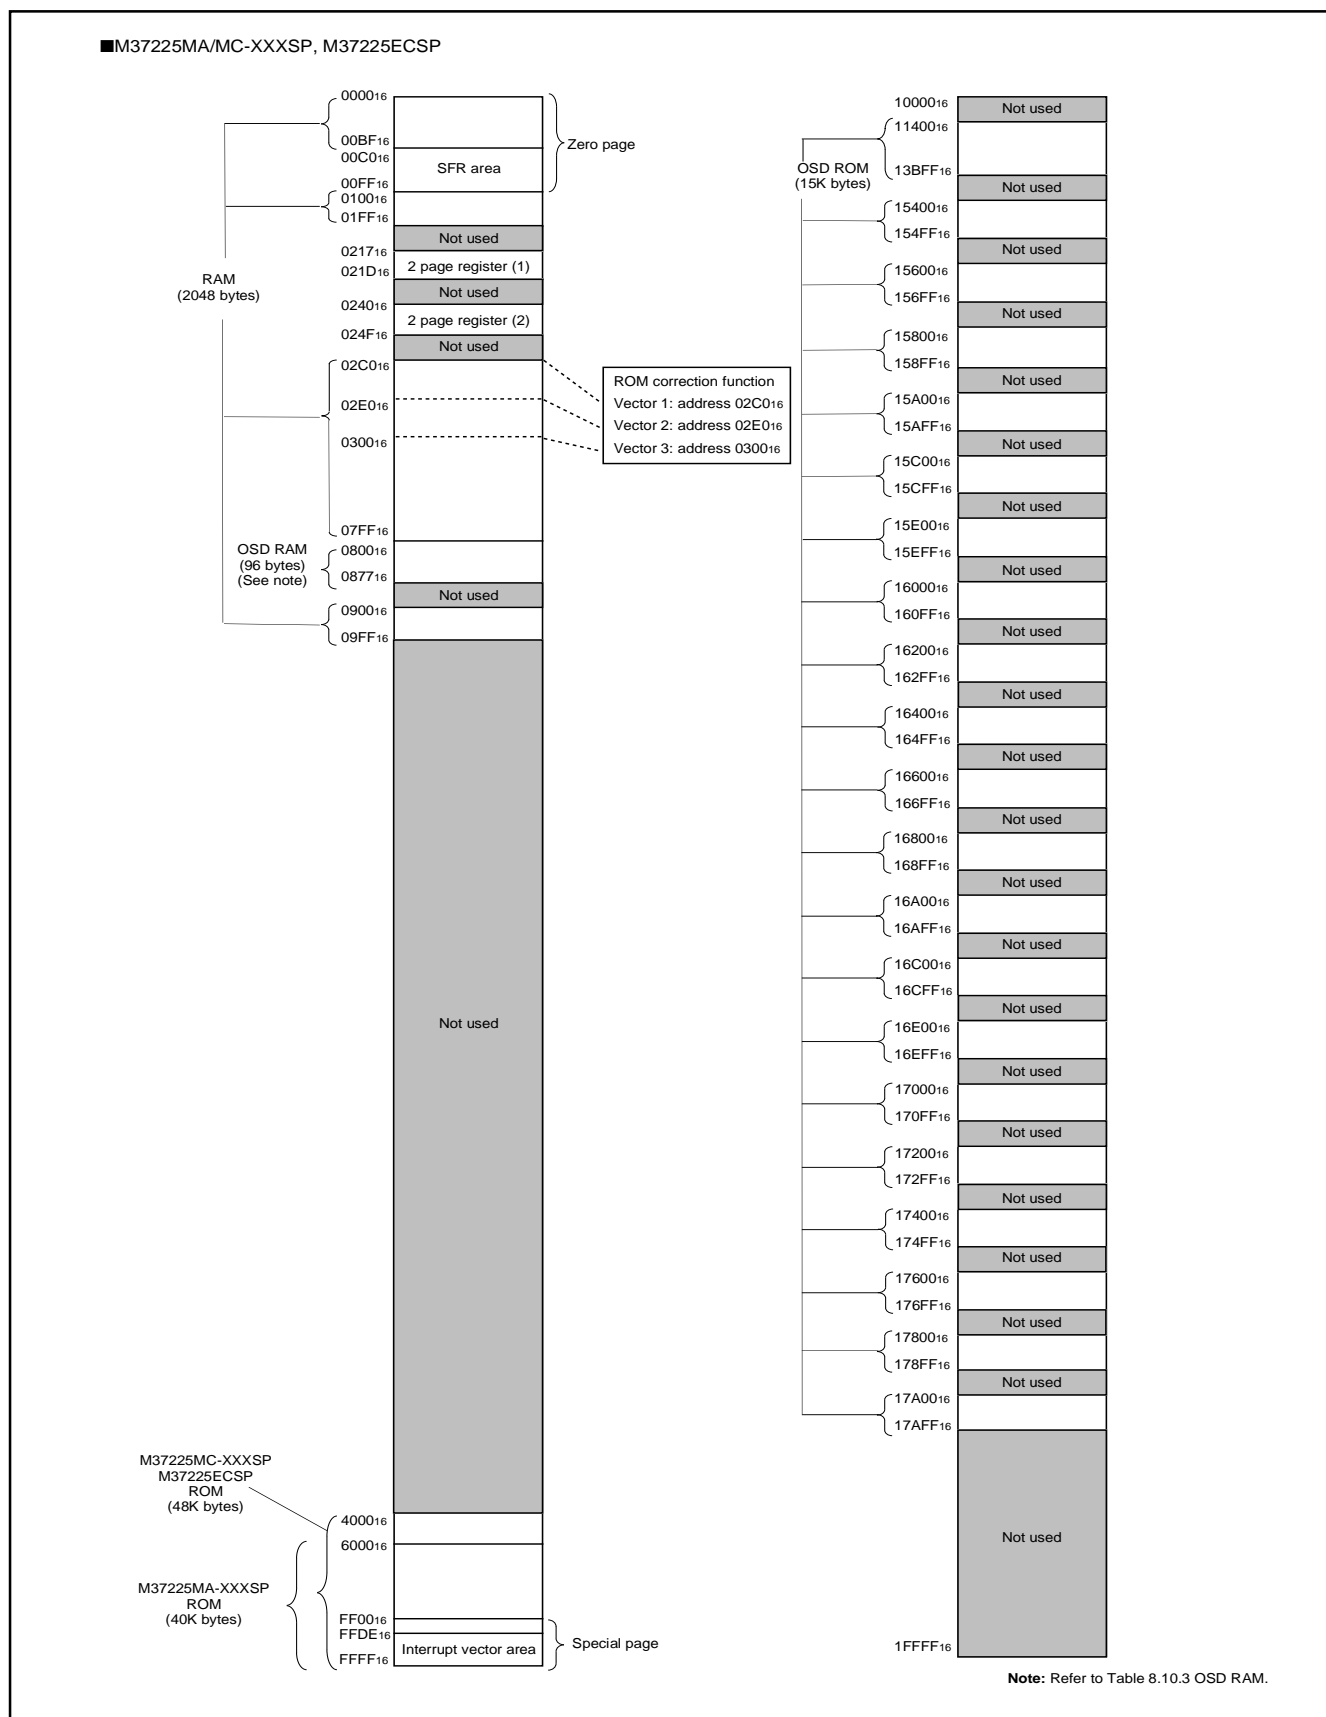 ■M37225MA/MC-XXXSP, M37225ECSP
0000₁₆
00BF₁₆
00C0₁₆
SFR area
00FF₁₆
Zero page
0100₁₆
01FF₁₆
Not used
0217₁₆
2 page register (1)
021D₁₆
Not used
0240₁₆
2 page register (2)
024F₁₆
Not used
RAM
(2048 bytes)
02C0₁₆
02E0₁₆
0300₁₆
ROM correction function
Vector 1: address 02C0₁₆
Vector 2: address 02E0₁₆
Vector 3: address 0300₁₆
07FF₁₆
OSD RAM
(96 bytes)
(See note)
0800₁₆
0877₁₆
Not used
0900₁₆
09FF₁₆
Not used
M37225MC-XXXSP
M37225ECSP
ROM
(48K bytes)
4000₁₆
6000₁₆
M37225MA-XXXSP
ROM
(40K bytes)
FF00₁₆
FFDE₁₆
Interrupt vector area
FFFF₁₆
Special page
10000₁₆
Not used
11400₁₆
OSD ROM
(15K bytes)
13BFF₁₆
Not used
15400₁₆
154FF₁₆
Not used
15600₁₆
156FF₁₆
Not used
15800₁₆
158FF₁₆
Not used
15A00₁₆
15AFF₁₆
Not used
15C00₁₆
15CFF₁₆
Not used
15E00₁₆
15EFF₁₆
Not used
16000₁₆
160FF₁₆
Not used
16200₁₆
162FF₁₆
Not used
16400₁₆
164FF₁₆
Not used
16600₁₆
166FF₁₆
Not used
16800₁₆
168FF₁₆
Not used
16A00₁₆
16AFF₁₆
Not used
16C00₁₆
16CFF₁₆
Not used
16E00₁₆
16EFF₁₆
Not used
17000₁₆
170FF₁₆
Not used
17200₁₆
172FF₁₆
Not used
17400₁₆
174FF₁₆
Not used
17600₁₆
176FF₁₆
Not used
17800₁₆
178FF₁₆
Not used
17A00₁₆
17AFF₁₆
Not used
1FFFF₁₆
Note: Refer to Table 8.10.3 OSD RAM.